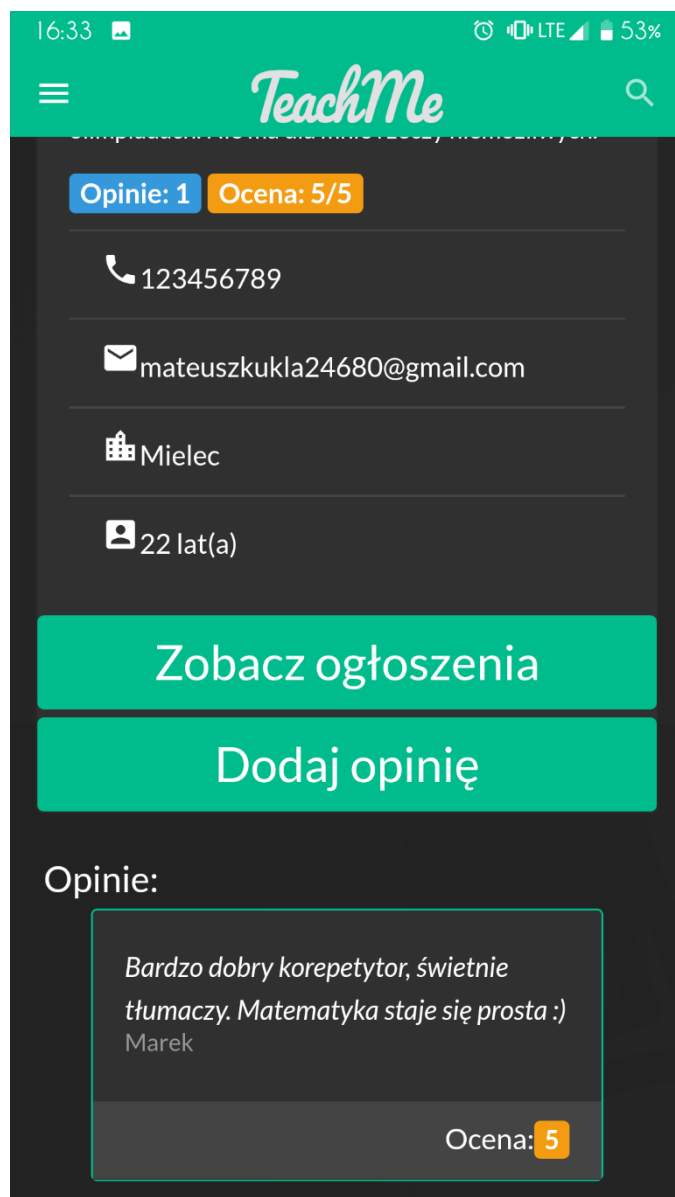 16:33
LTE 53%
TeachMe
Opinie: 1 Ocena: 5/5
123456789
mateuszkukla24680@gmail.com
Mielec
22 lat(a)
Zobacz ogłoszenia
Dodaj opinię
Opinie:
Bardzo dobry korepetytor, świetnie
tłumaczy. Matematyka staje się prosta :)
Marek
Ocena: 5